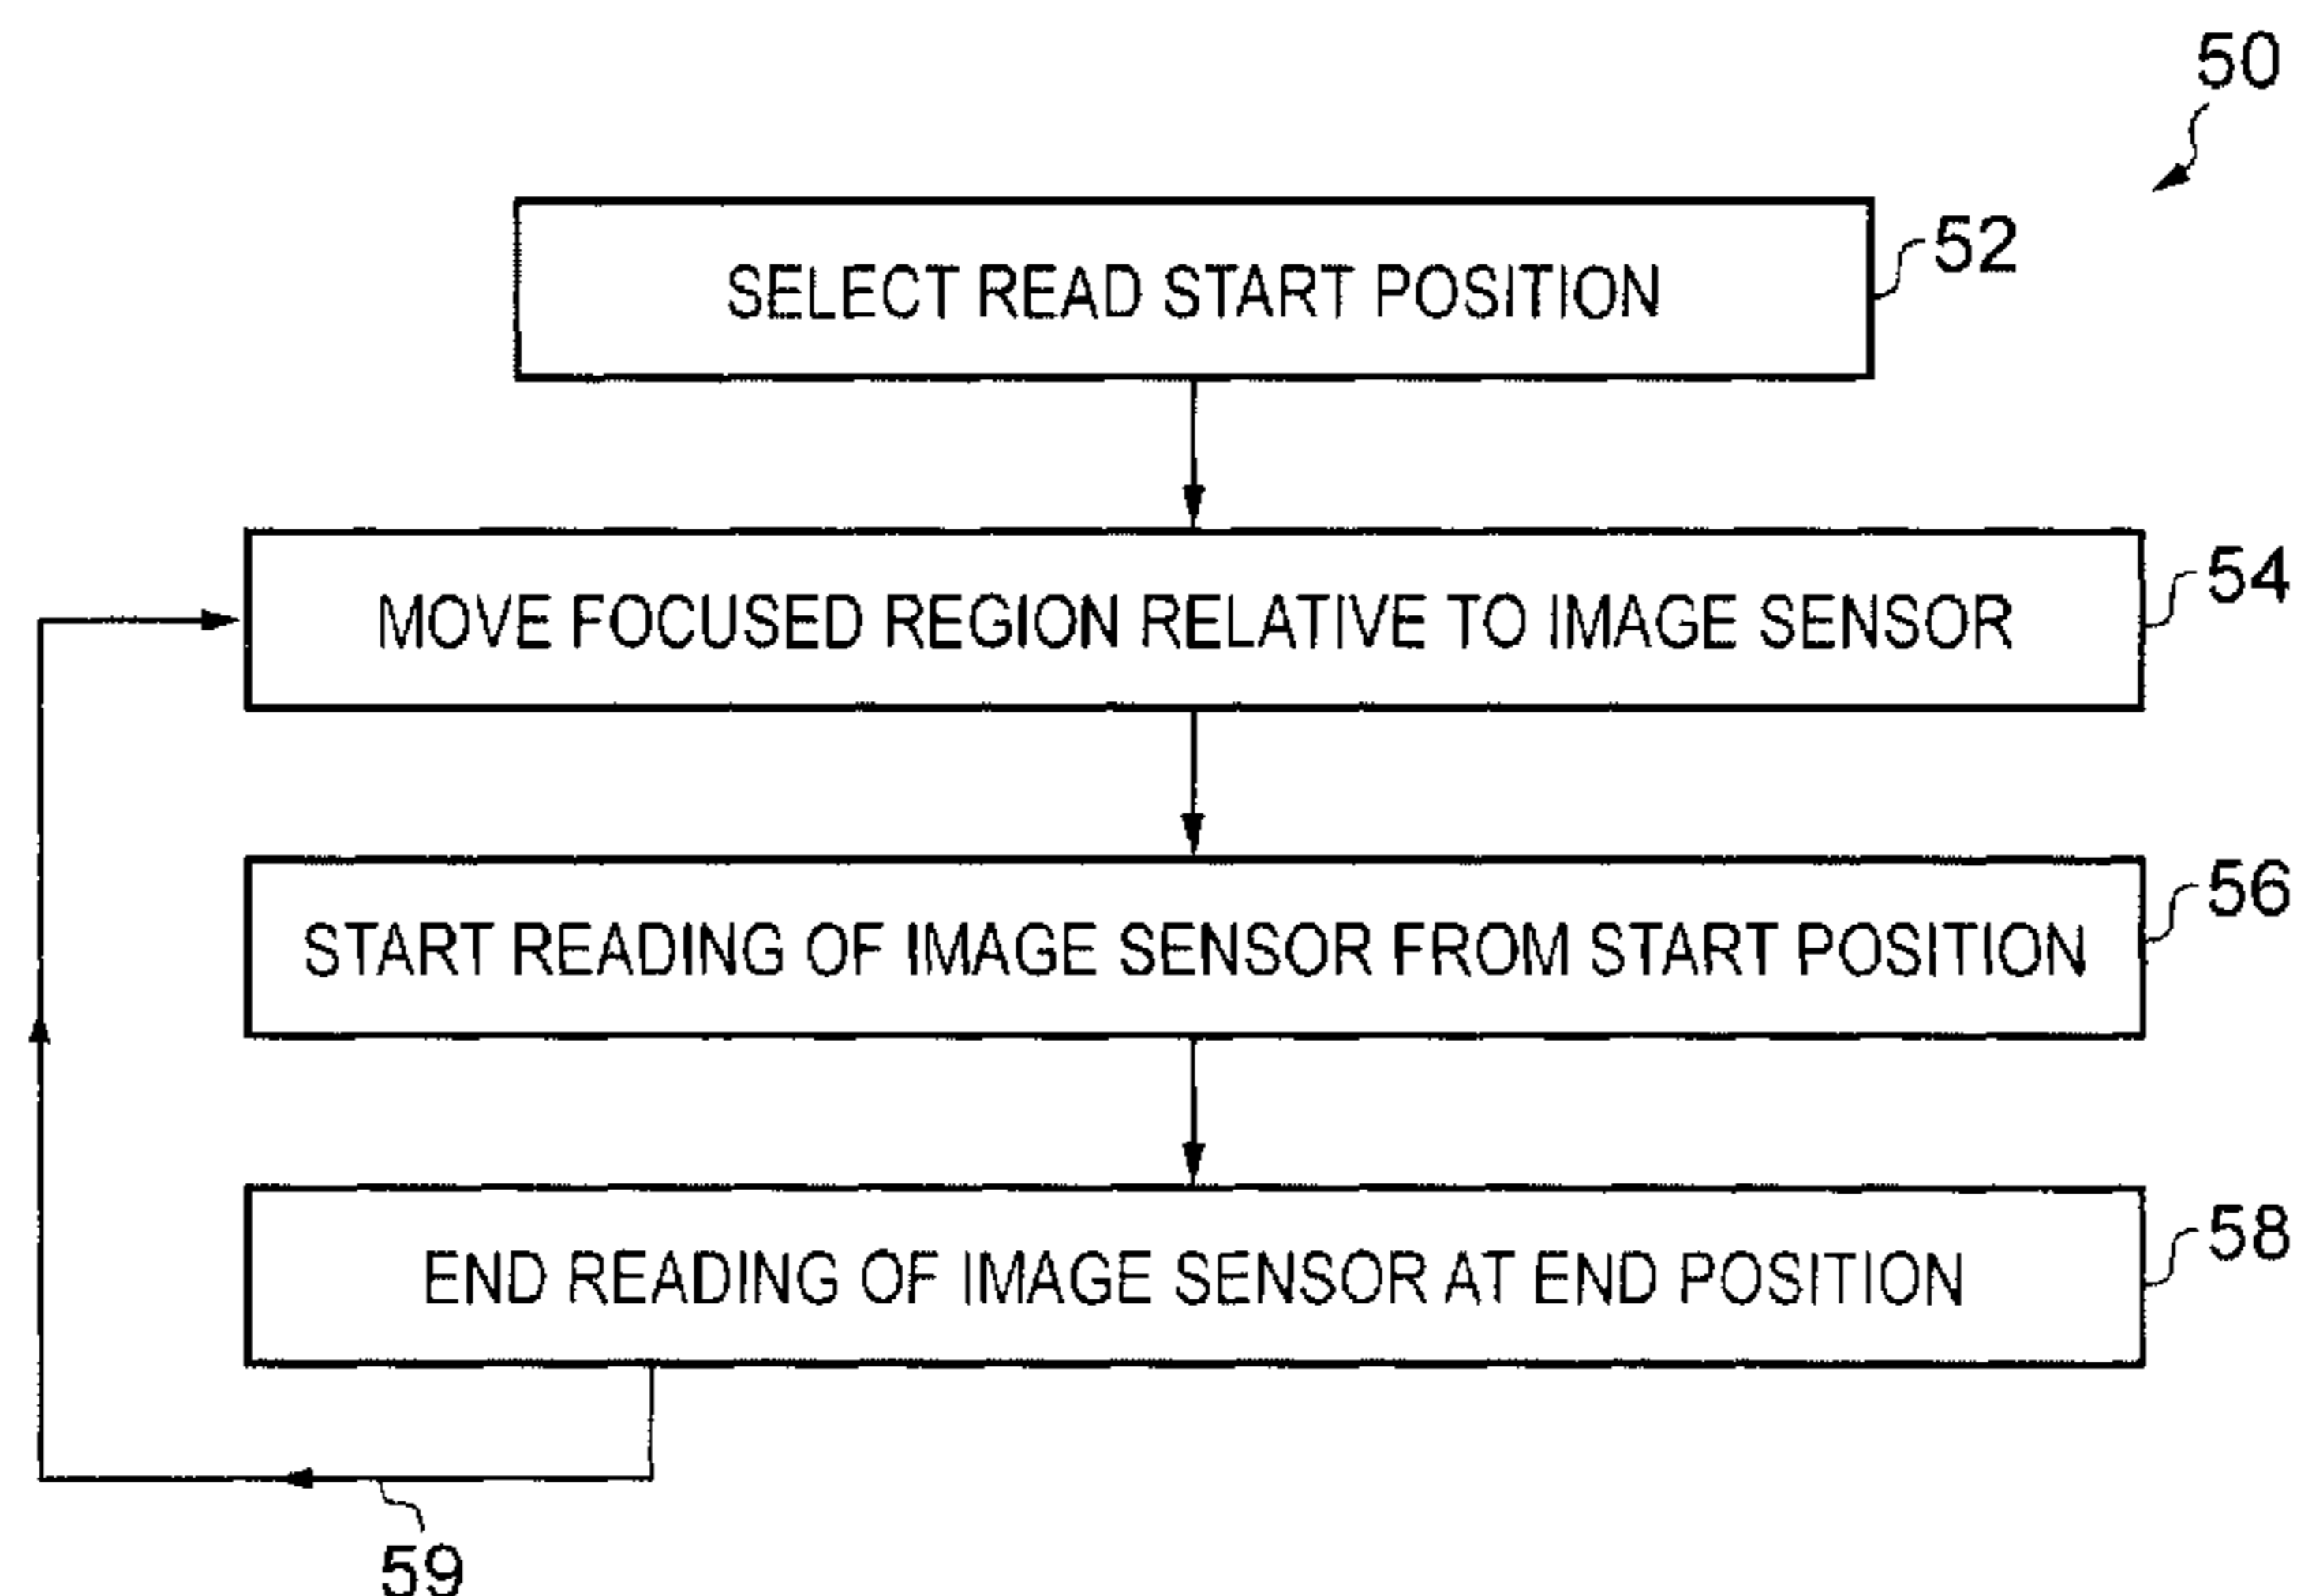 50
SELECT READ START POSITION
52
MOVE FOCUSED REGION RELATIVE TO IMAGE SENSOR
54
START READING OF IMAGE SENSOR FROM START POSITION
56
END READING OF IMAGE SENSOR AT END POSITION
58
59